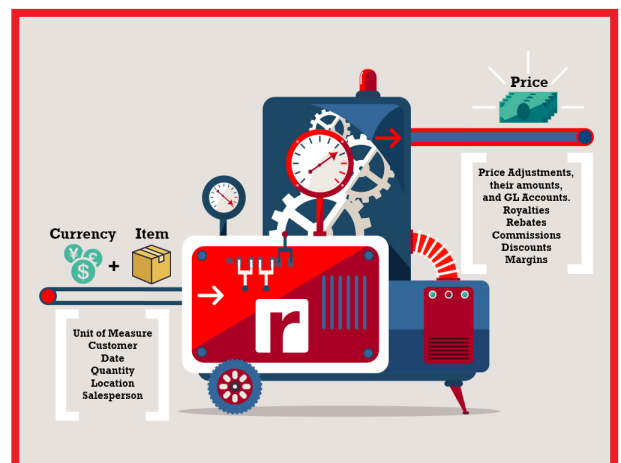 Price
Price Adjustments,
their amounts,
and GL Accounts.
Royalties
Rebates
Commissions
Discounts
Margins
Currency
Item
¥ €
$
+
r
Unit of Measure
Customer
Date
Quantity
Location
Salesperson